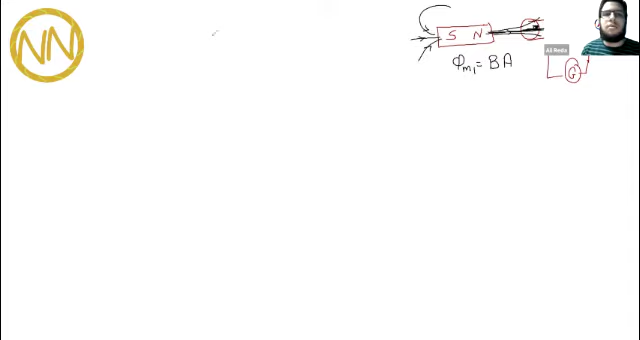 NN
S N
Φm₁ = BA
Ali Reda
G